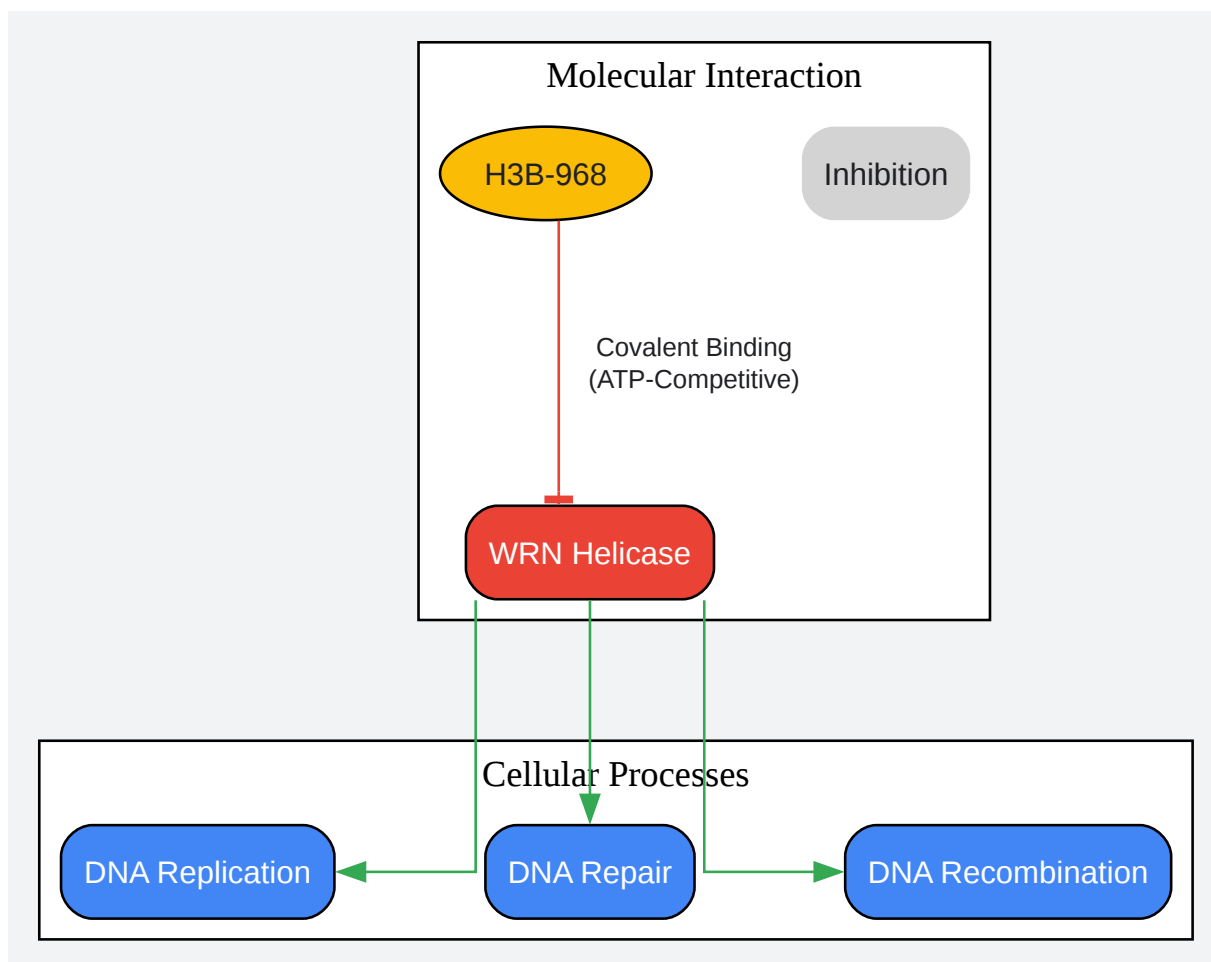 Molecular Interaction
H3B-968
Inhibition
Covalent Binding
(ATP-Competitive)
WRN Helicase
Cellular Processes
DNA Replication
DNA Repair
DNA Recombination